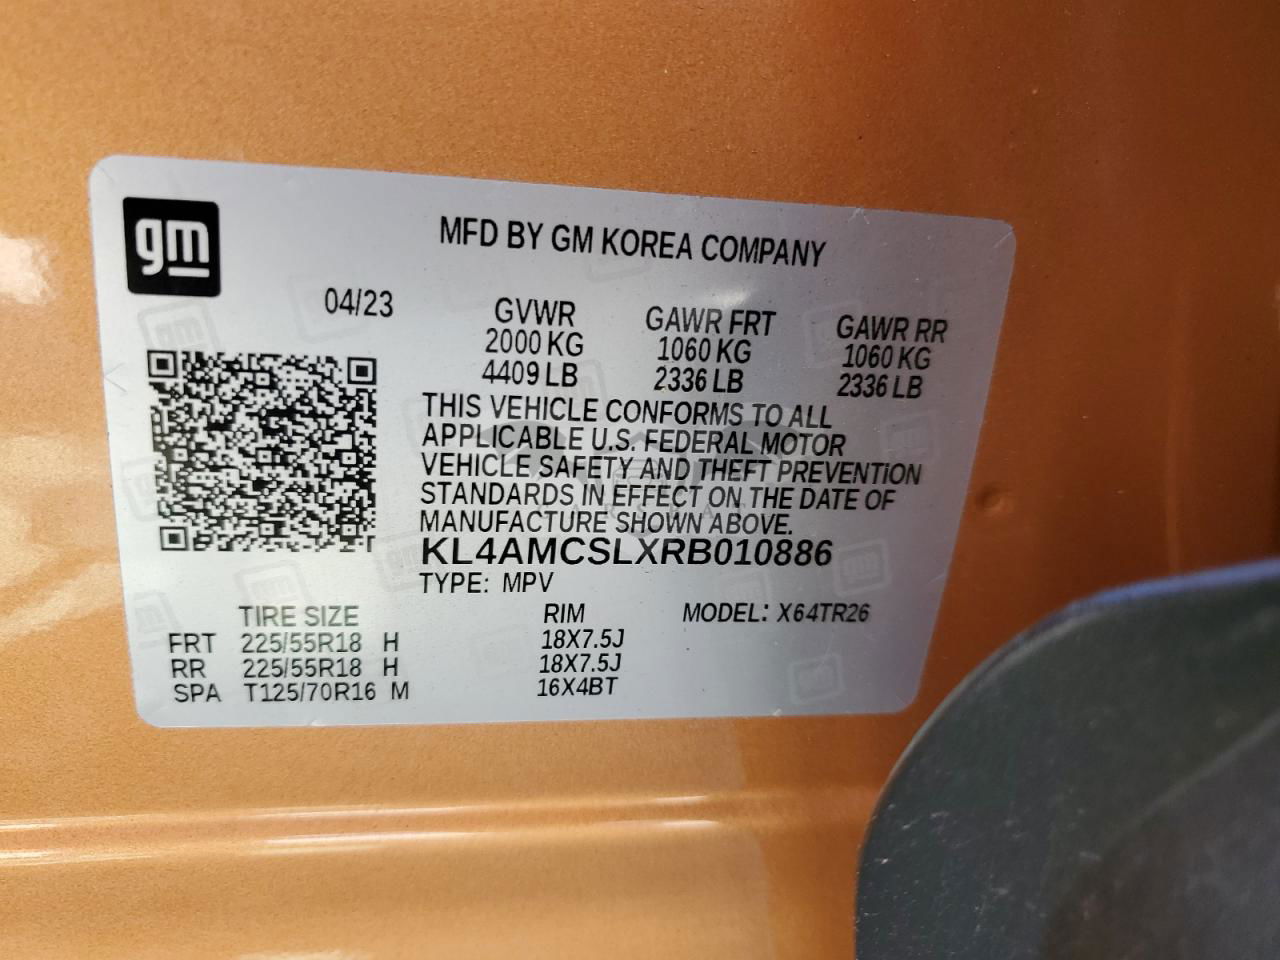 gm
MFD BY GM KOREA COMPANY
04/23 GVWR GAWR FRT GAWR RR
2000 KG 1060 KG 1060 KG
4409 LB 2336 LB 2336 LB
THIS VEHICLE CONFORMS TO ALL
APPLICABLE U.S. FEDERAL MOTOR
VEHICLE SAFETY AND THEFT PREVENTION
STANDARDS IN EFFECT ON THE DATE OF
MANUFACTURE SHOWN ABOVE.
KL4AMCSLXRB010886
TYPE: MPV
TIRE SIZE RIM MODEL: X64TR26
FRT 225/55R18 H 18X7.5J
RR 225/55R18 H 18X7.5J
SPA T125/70R16 M 16X4BT